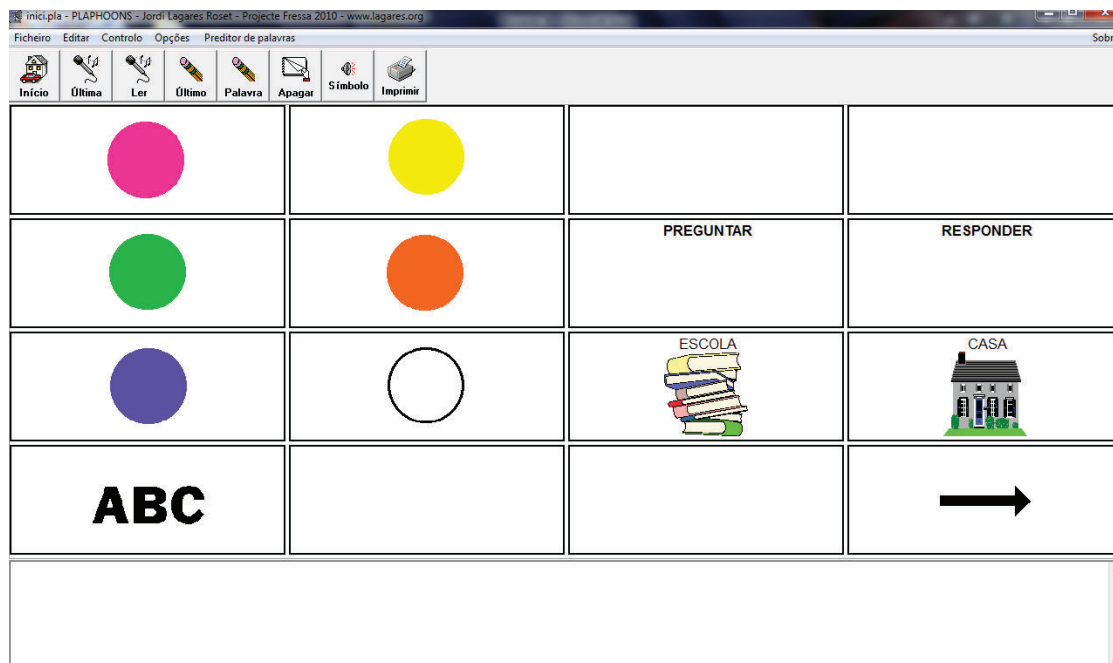 inici.pla - PLAPHOONS - Jordi Lagares Roset - Projecte Fressa 2010 - www.lagares.org
Ficheiro Editar Controlo Opções Preditor de palavras Sobr
Início Última Ler Último Palavra Apagar Símbolo Imprimir
PREGUNTAR RESPONDER
ESCOLA CASA
ABC